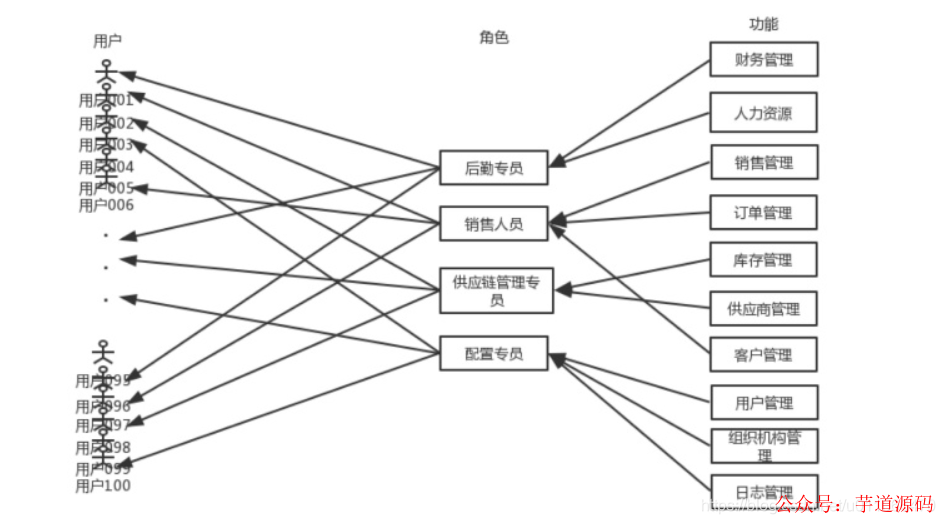 用户
用户001
用户002
用户003
用户004
用户005
用户006
用户095
用户096
用户097
用户098
用户099
用户100
角色
后勤专员
销售人员
供应链管理专
员
配置专员
功能
财务管理
人力资源
销售管理
订单管理
库存管理
供应商管理
客户管理
用户管理
组织机构管
理
日志管理
公众号：芋道源码